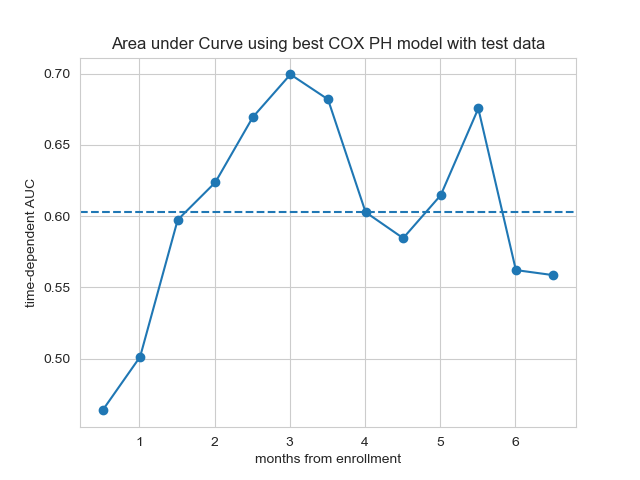 Area under Curve using best COX PH model with test data
0.70
0.65
0.60
0.55
0.50
time-dependent AUC
1 2 3 4 5 6
months from enrollment